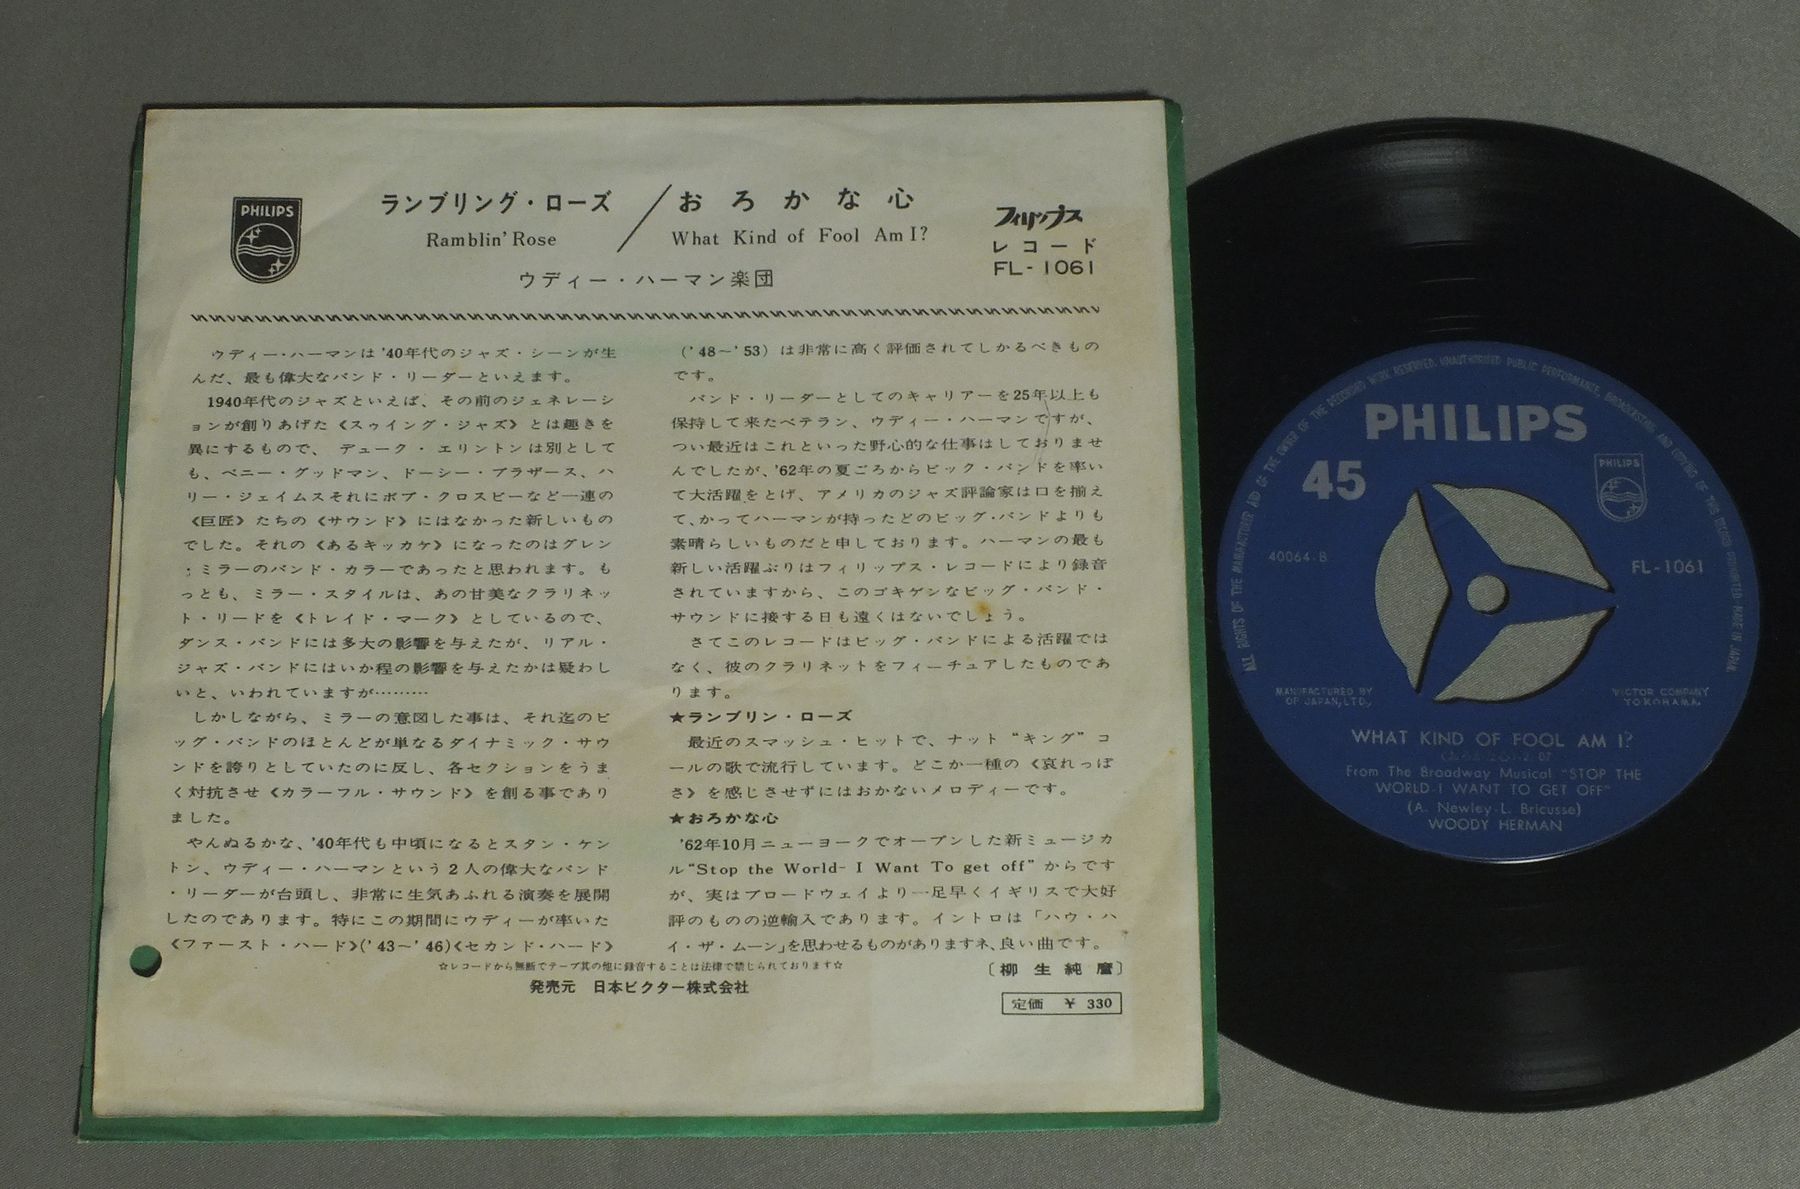 PHILIPS
ランブリング・ローズ／おろかな心
Ramblin' Rose What Kind of Fool Am I?
ウディー・ハーマン楽団
フィリップス
レコード
FL-1061
ウディー・ハーマンは'40年代のジャズ・シーンが生
んだ、最も偉大なバンド・リーダーといえます。
1940年代のジャズといえば、その前のジェネレーシ
ョンが創りあげた《スゥイング・ジャズ》とは趣きを
異にするもので、デューク・エリントンは別として
も、ベニー・グッドマン、ドーシー・ブラザース、ハ
リー・ジェイムスそれにボブ・クロスビーなど一連の
《巨匠》たちの《サウンド》にはなかった新しいもの
でした。それの《あるキッカケ》になったのはグレン
・ミラーのバンド・カラーであったと思われます。も
っとも、ミラー・スタイルは、あの甘美なクラリネッ
ト・リードを《トレイド・マーク》としているので、
ダンス・バンドには多大の影響を与えたが、リアル・
ジャズ・バンドにはいか程の影響を与えたかは疑わし
いと、いわれていますが………
しかしながら、ミラーの意図した事は、それ迄のビ
ッグ・バンドのほとんどが単なるダイナミック・サウ
ンドを誇りとしていたのに反し、各セクションをうま
く対抗させ《カラーフル・サウンド》を創る事であり
ました。
やんぬるかな、'40年代も中頃になるとスタン・ケン
トン、ウディー・ハーマンという2人の偉大なバンド
・リーダーが台頭し、非常に生気あふれる演奏を展開
したのであります。特にこの期間にウディーが率いた
《ファースト・ハード》('43～'46)《セカンド・ハード》
('48～'53)は非常に高く評価されてしかるべきもの
です。
バンド・リーダーとしてのキャリアーを25年以上も
保持して来たベテラン、ウディー・ハーマンですが、
つい最近はこれといった野心的な仕事はしておりませ
んでしたが、'62年の夏ごろからビック・バンドを率い
て大活躍をとげ、アメリカのジャズ評論家は口を揃え
て、かってハーマンが持ったどのビッグ・バンドよりも
素晴らしいものだと申しております。ハーマンの最も
新しい活躍ぶりはフィリップス・レコードにより録音
されていますから、このゴキゲンなビッグ・バンド・
サウンドに接する日も遠くはないでしょう。
さてこのレコードはビッグ・バンドによる活躍では
なく、彼のクラリネットをフィーチュアしたものであ
ります。
★ランブリン・ローズ
最近のスマッシュ・ヒットで、ナット"キング"コ
ールの歌で流行しています。どこか一種の《哀れっぽ
さ》を感じさせずにはおかないメロディーです。
★おろかな心
'62年10月ニューヨークでオープンした新ミュージカ
ル"Stop the World- I Want To get off"からです
が、実はブロードウェイより一足早くイギリスで大好
評のものの逆輸入であります。イントロは「ハウ・ハ
イ・ザ・ムーン」を思わせるものがありますネ、良い曲です。
〔柳生純麿〕
☆レコードから無断でテープ其の他に録音することは法律で禁じられております☆
発売元 日本ビクター株式会社
定価 ￥330
ALL RIGHTS OF THE MANUFACTURER AND OF THE OWNER OF THE RECORDED WORK RESERVED. UNAUTHORISED PUBLIC PERFORMANCE, BROADCASTING AND COPYING OF THIS RECORD PROHIBITED MADE IN JAPAN
PHILIPS
45
PHILIPS
40064.B
FL-1061
MANUFACTURED BY VICTOR COMPANY
OF JAPAN, LTD., YOKOHAMA
WHAT KIND OF FOOL AM I?
From The Broadway Musical "STOP THE
WORLD-I WANT TO GET OFF"
(A. Newley-L. Bricusse)
WOODY HERMAN